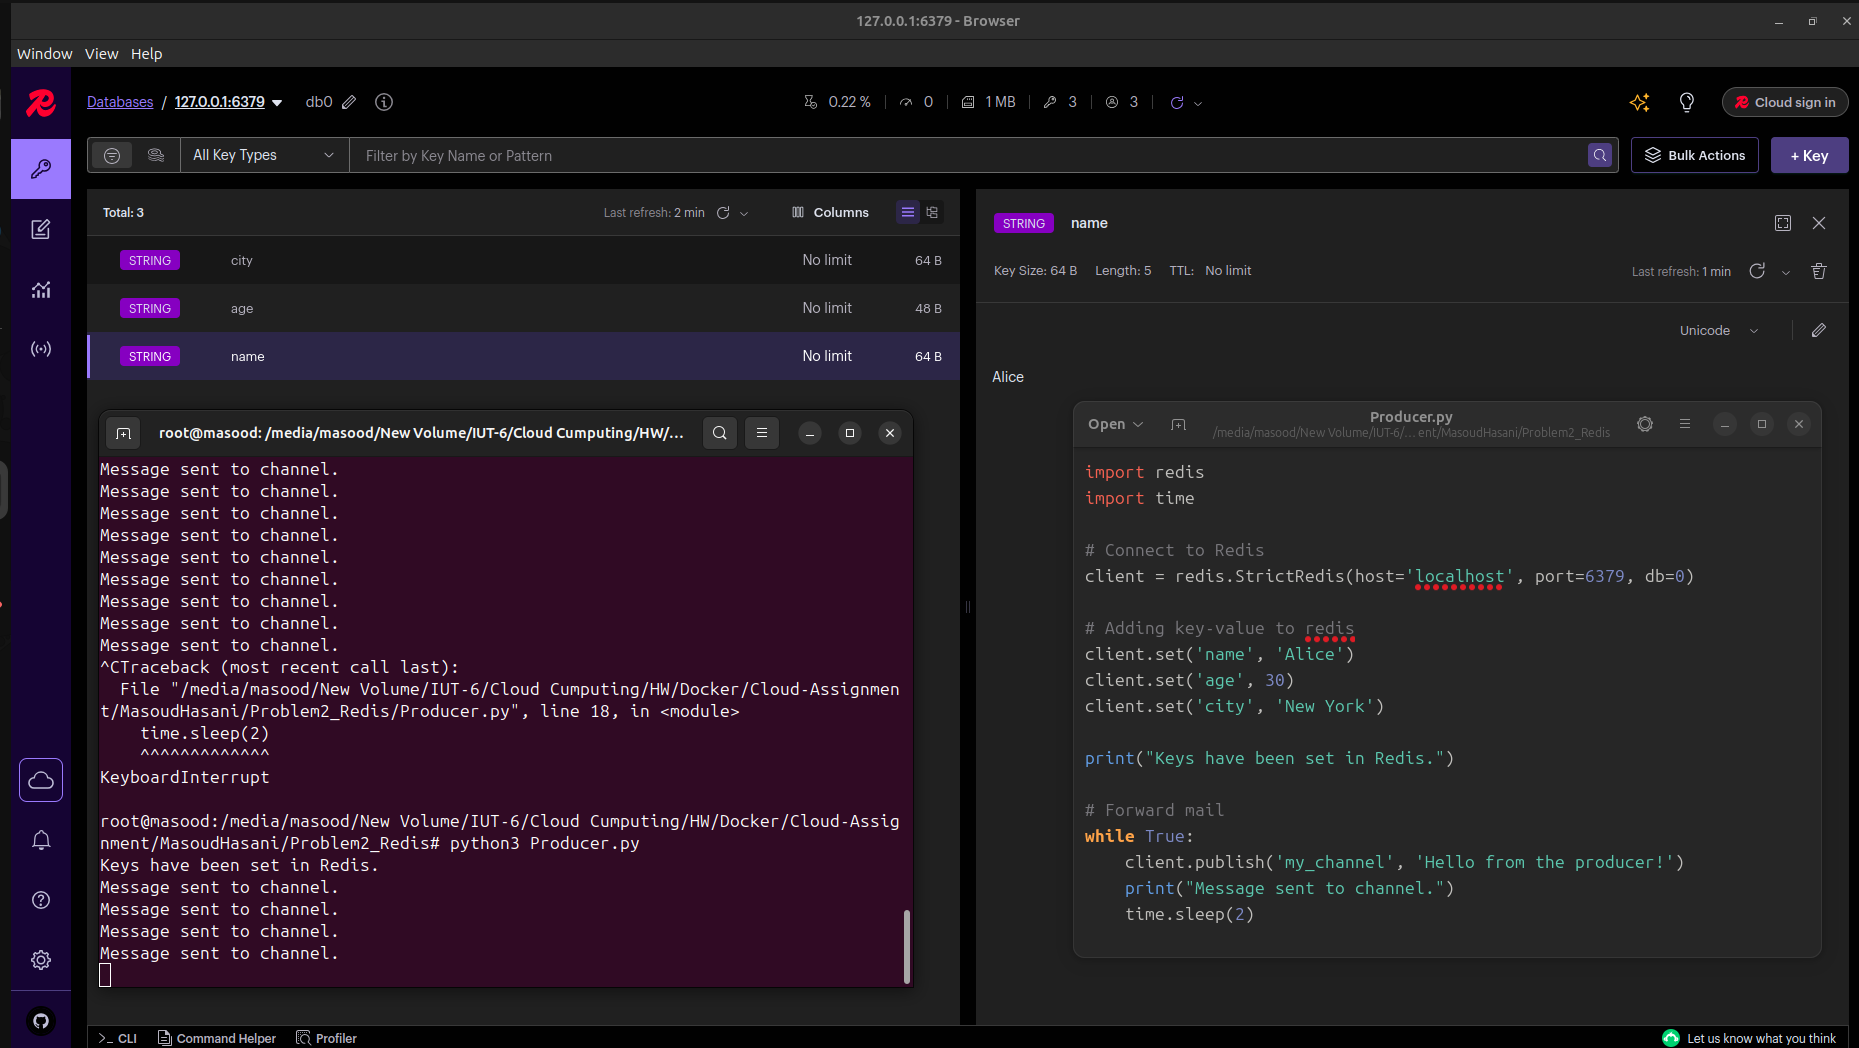 127.0.0.1:6379 - Browser
Window View Help
Databases / 127.0.0.1:6379 db0 0.22 % 0 1 MB 3 3 Cloud sign in
All Key Types Filter by Key Name or Pattern Bulk Actions + Key
Total: 3 Last refresh: 2 min Columns
STRING city No limit 64 B
STRING age No limit 48 B
STRING name No limit 64 B
STRING name
Key Size: 64 B Length: 5 TTL: No limit Last refresh: 1 min
Unicode
Alice
root@masood: /media/masood/New Volume/IUT-6/Cloud Cumputing/HW/...
Message sent to channel.
Message sent to channel.
Message sent to channel.
Message sent to channel.
Message sent to channel.
Message sent to channel.
Message sent to channel.
Message sent to channel.
Message sent to channel.
^CTraceback (most recent call last):
File "/media/masood/New Volume/IUT-6/Cloud Cumputing/HW/Docker/Cloud-Assignmen
t/MasoudHasani/Problem2_Redis/Producer.py", line 18, in <module>
time.sleep(2)
^^^^^^^^^^^^^
KeyboardInterrupt
root@masood:/media/masood/New Volume/IUT-6/Cloud Cumputing/HW/Docker/Cloud-Assig
nment/MasoudHasani/Problem2_Redis# python3 Producer.py
Keys have been set in Redis.
Message sent to channel.
Message sent to channel.
Message sent to channel.
Message sent to channel.
Open Producer.py
/media/masood/New Volume/IUT-6/... ent/MasoudHasani/Problem2_Redis
import redis
import time
# Connect to Redis
client = redis.StrictRedis(host='localhost', port=6379, db=0)
# Adding key-value to redis
client.set('name', 'Alice')
client.set('age', 30)
client.set('city', 'New York')
print("Keys have been set in Redis.")
# Forward mail
while True:
client.publish('my_channel', 'Hello from the producer!')
print("Message sent to channel.")
time.sleep(2)
>_ CLI Command Helper Profiler Let us know what you think